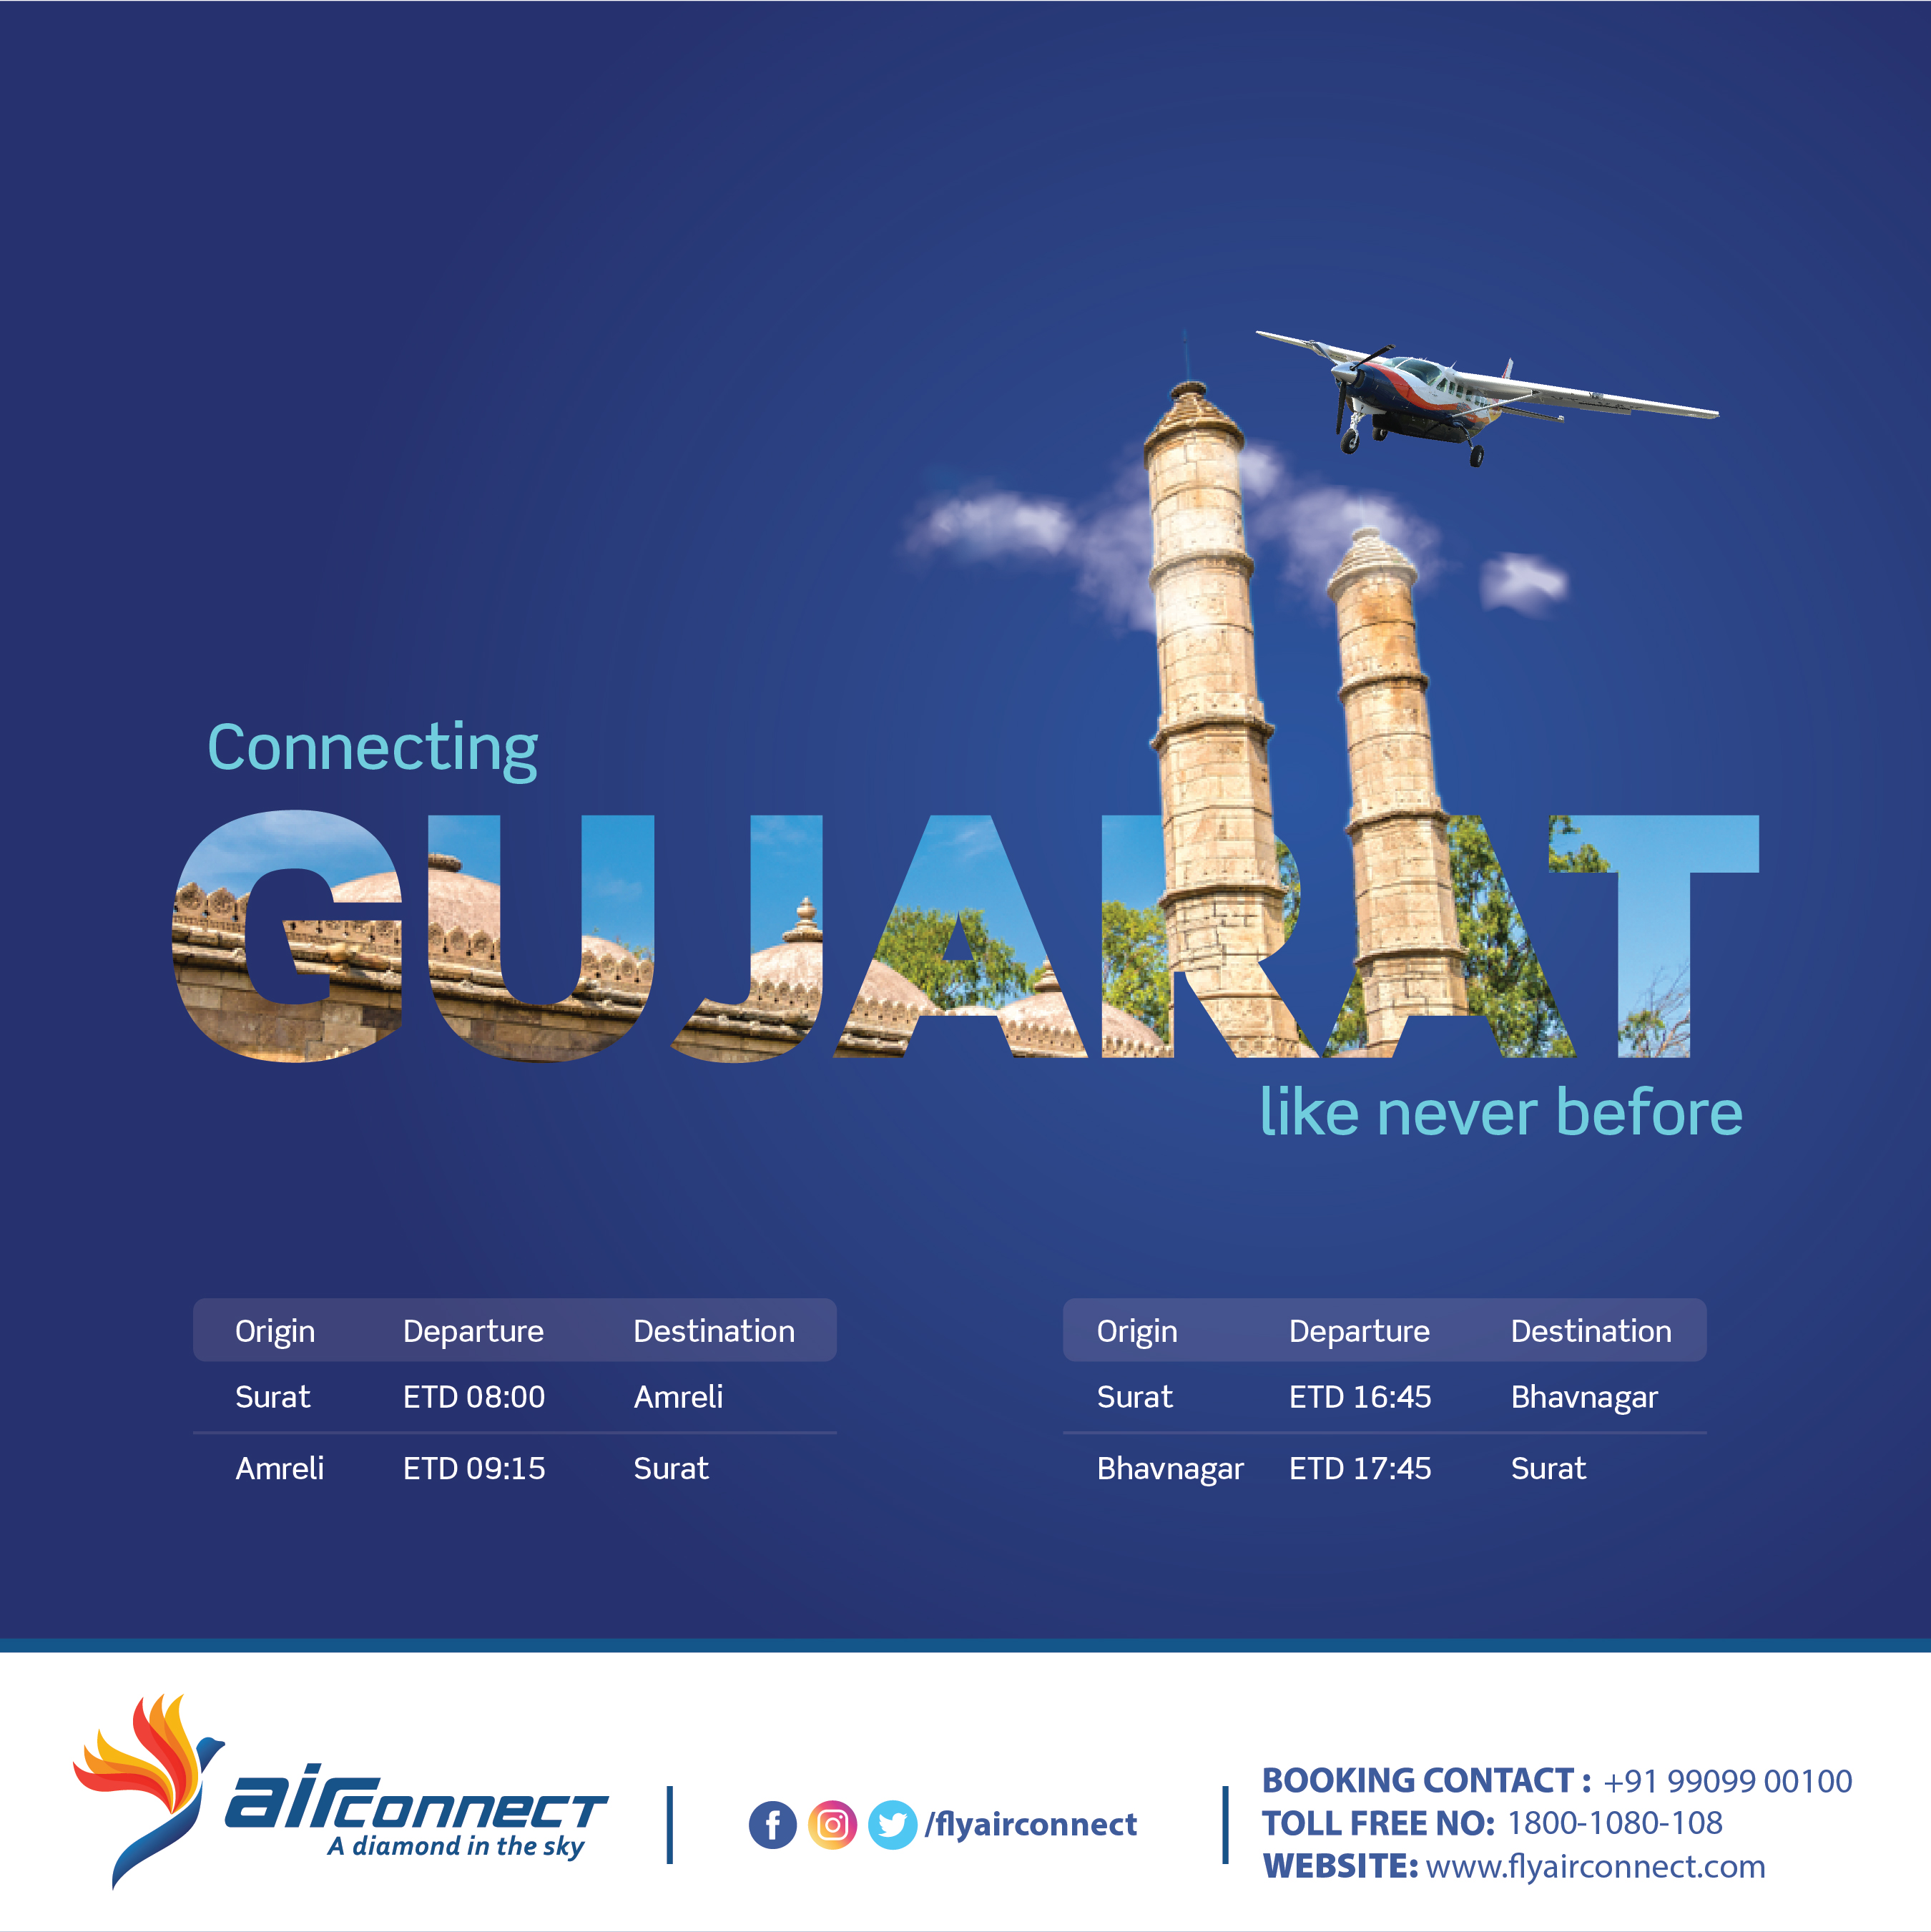 Connecting
GUJARAT
like never before
Origin Departure Destination
Surat ETD 08:00 Amreli
Amreli ETD 09:15 Surat
Origin Departure Destination
Surat ETD 16:45 Bhavnagar
Bhavnagar ETD 17:45 Surat
airconnect
A diamond in the sky
/flyairconnect
BOOKING CONTACT : +91 99099 00100
TOLL FREE NO: 1800-1080-108
WEBSITE: www.flyairconnect.com